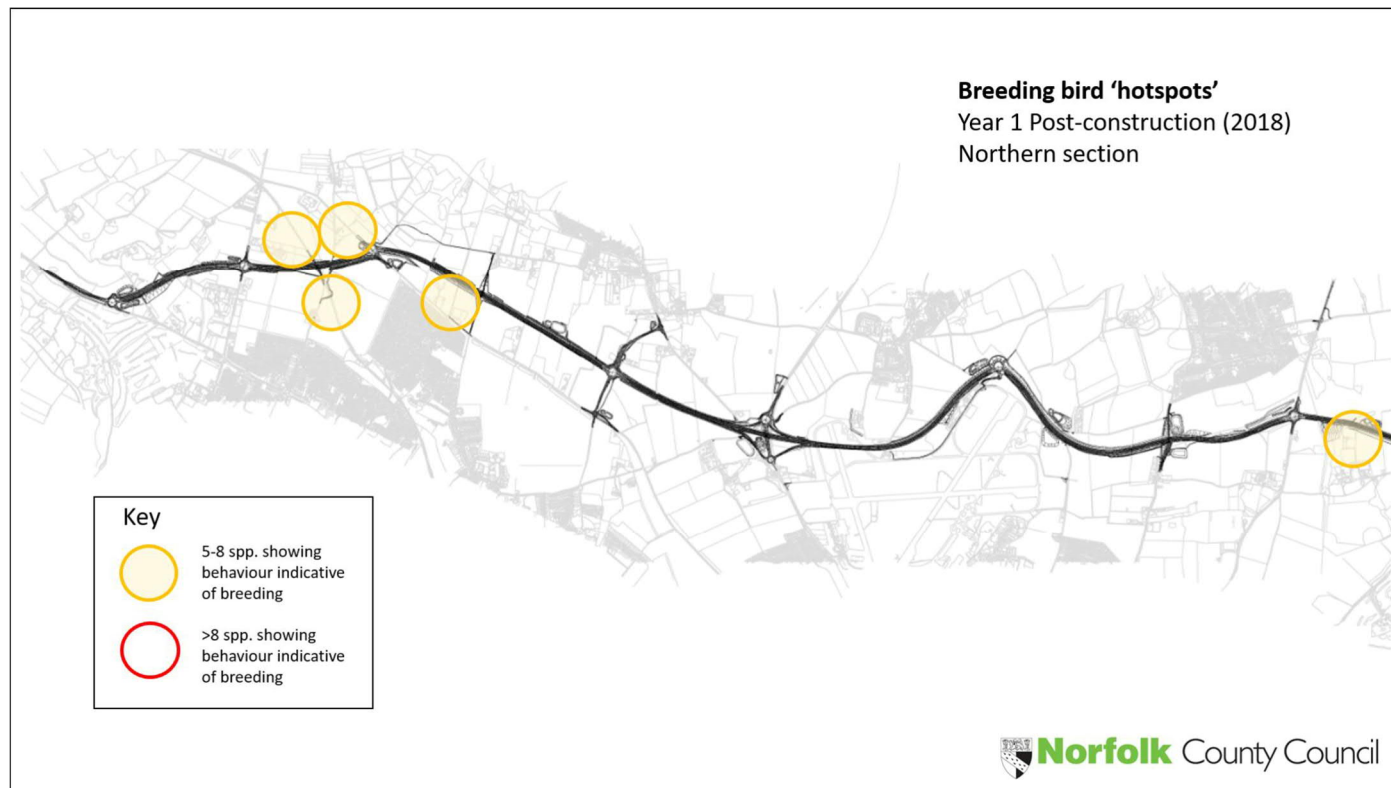 Breeding bird ‘hotspots’
Year 1 Post-construction (2018)
Northern section
Key
5-8 spp. showing
behaviour indicative
of breeding
>8 spp. showing
behaviour indicative
of breeding
Norfolk County Council